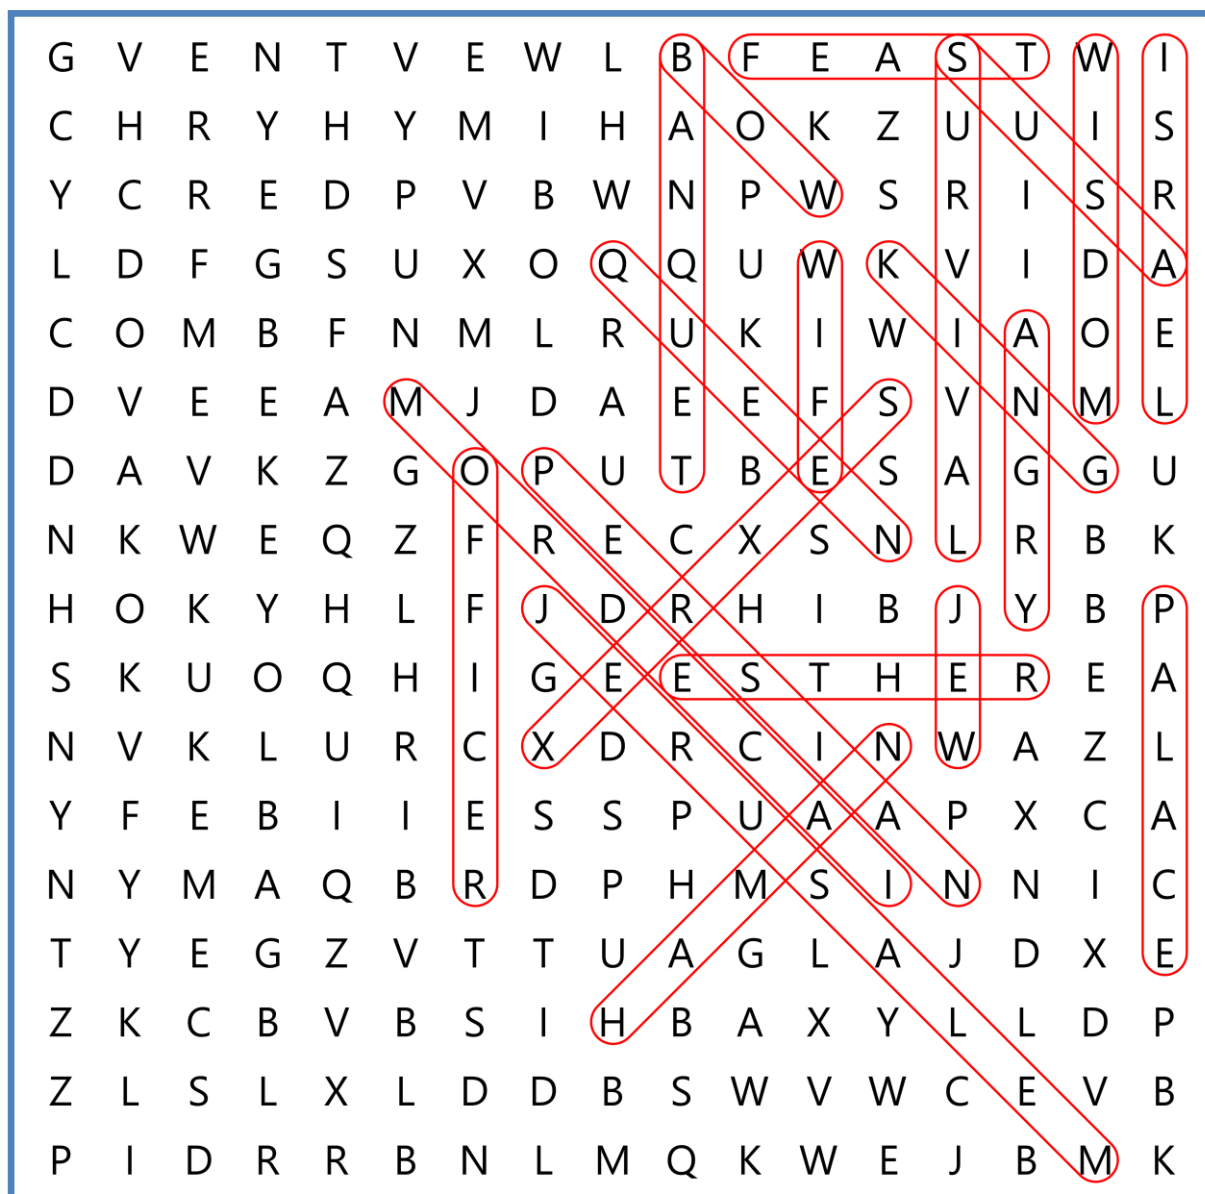 G V E N T V E W L B F E A S T W I
C H R Y H Y M I H A O K Z U U I S
Y C R E D P V B W N P W S R I S R
L D F G S U X O Q Q U W K V I D A
C O M B F N M L R U K I W I A O E
D V E E A M J D A E E F S V N M L
D A V K Z G O P U T B E S A G G U
N K W E Q Z F R E C X S N L R B K
H O K Y H L F J D R H I B J Y B P
S K U O Q H I G E E S T H E R E A
N V K L U R C X D R C I N W A Z L
Y F E B I I E S S P U A A P X C A
N Y M A Q B R D P H M S I N N I C
T Y E G Z V T T U A G L A J D X E
Z K C B V B S I H B A X Y L L D P
Z L S L X L D D B S W V W C E V B
P I D R R B N L M Q K W E J B M K